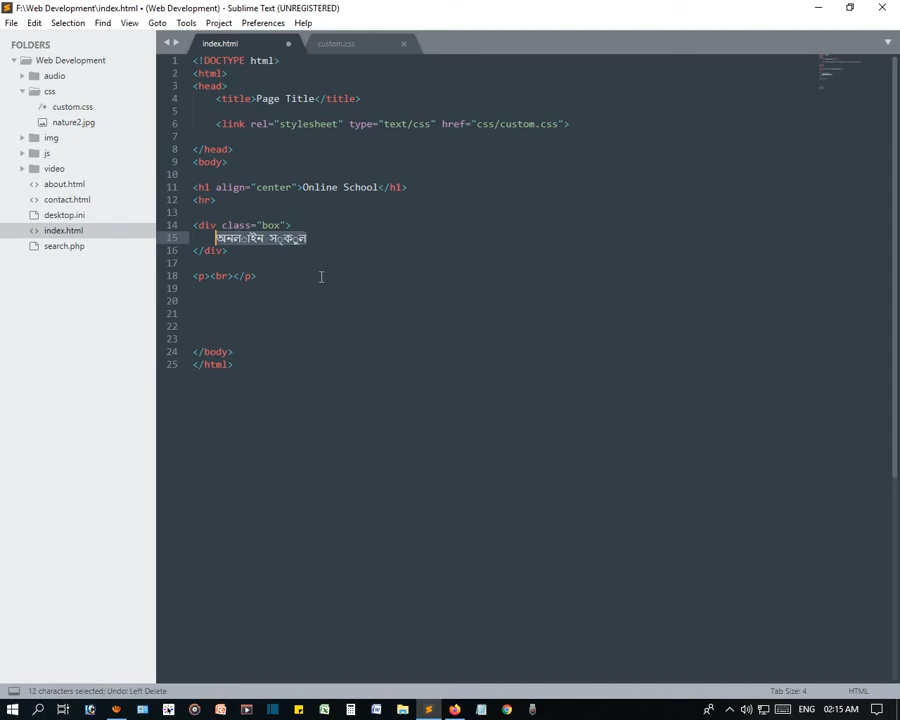 F:\Web Development\index.html • (Web Development) - Sublime Text (UNREGISTERED)
File Edit Selection Find View Goto Tools Project Preferences Help
FOLDERS
Web Development
audio
css
custom.css
nature2.jpg
img
js
video
about.html
contact.html
desktop.ini
index.html
search.php
index.html custom.css
1 <!DOCTYPE html>
2 <html>
3 <head>
4 <title>Page Title</title>
5
6 <link rel="stylesheet" type="text/css" href="css/custom.css">
7
8 </head>
9 <body>
10
11 <h1 align="center">Online School</h1>
12 <hr>
13
14 <div class="box">
15 অনলাইন স্কুল
16 </div>
17
18 <p><br></p>
19
20
21
22
23
24 </body>
25 </html>
12 characters selected; Undo: Left Delete Tab Size: 4 HTML
ENG 02:15 AM